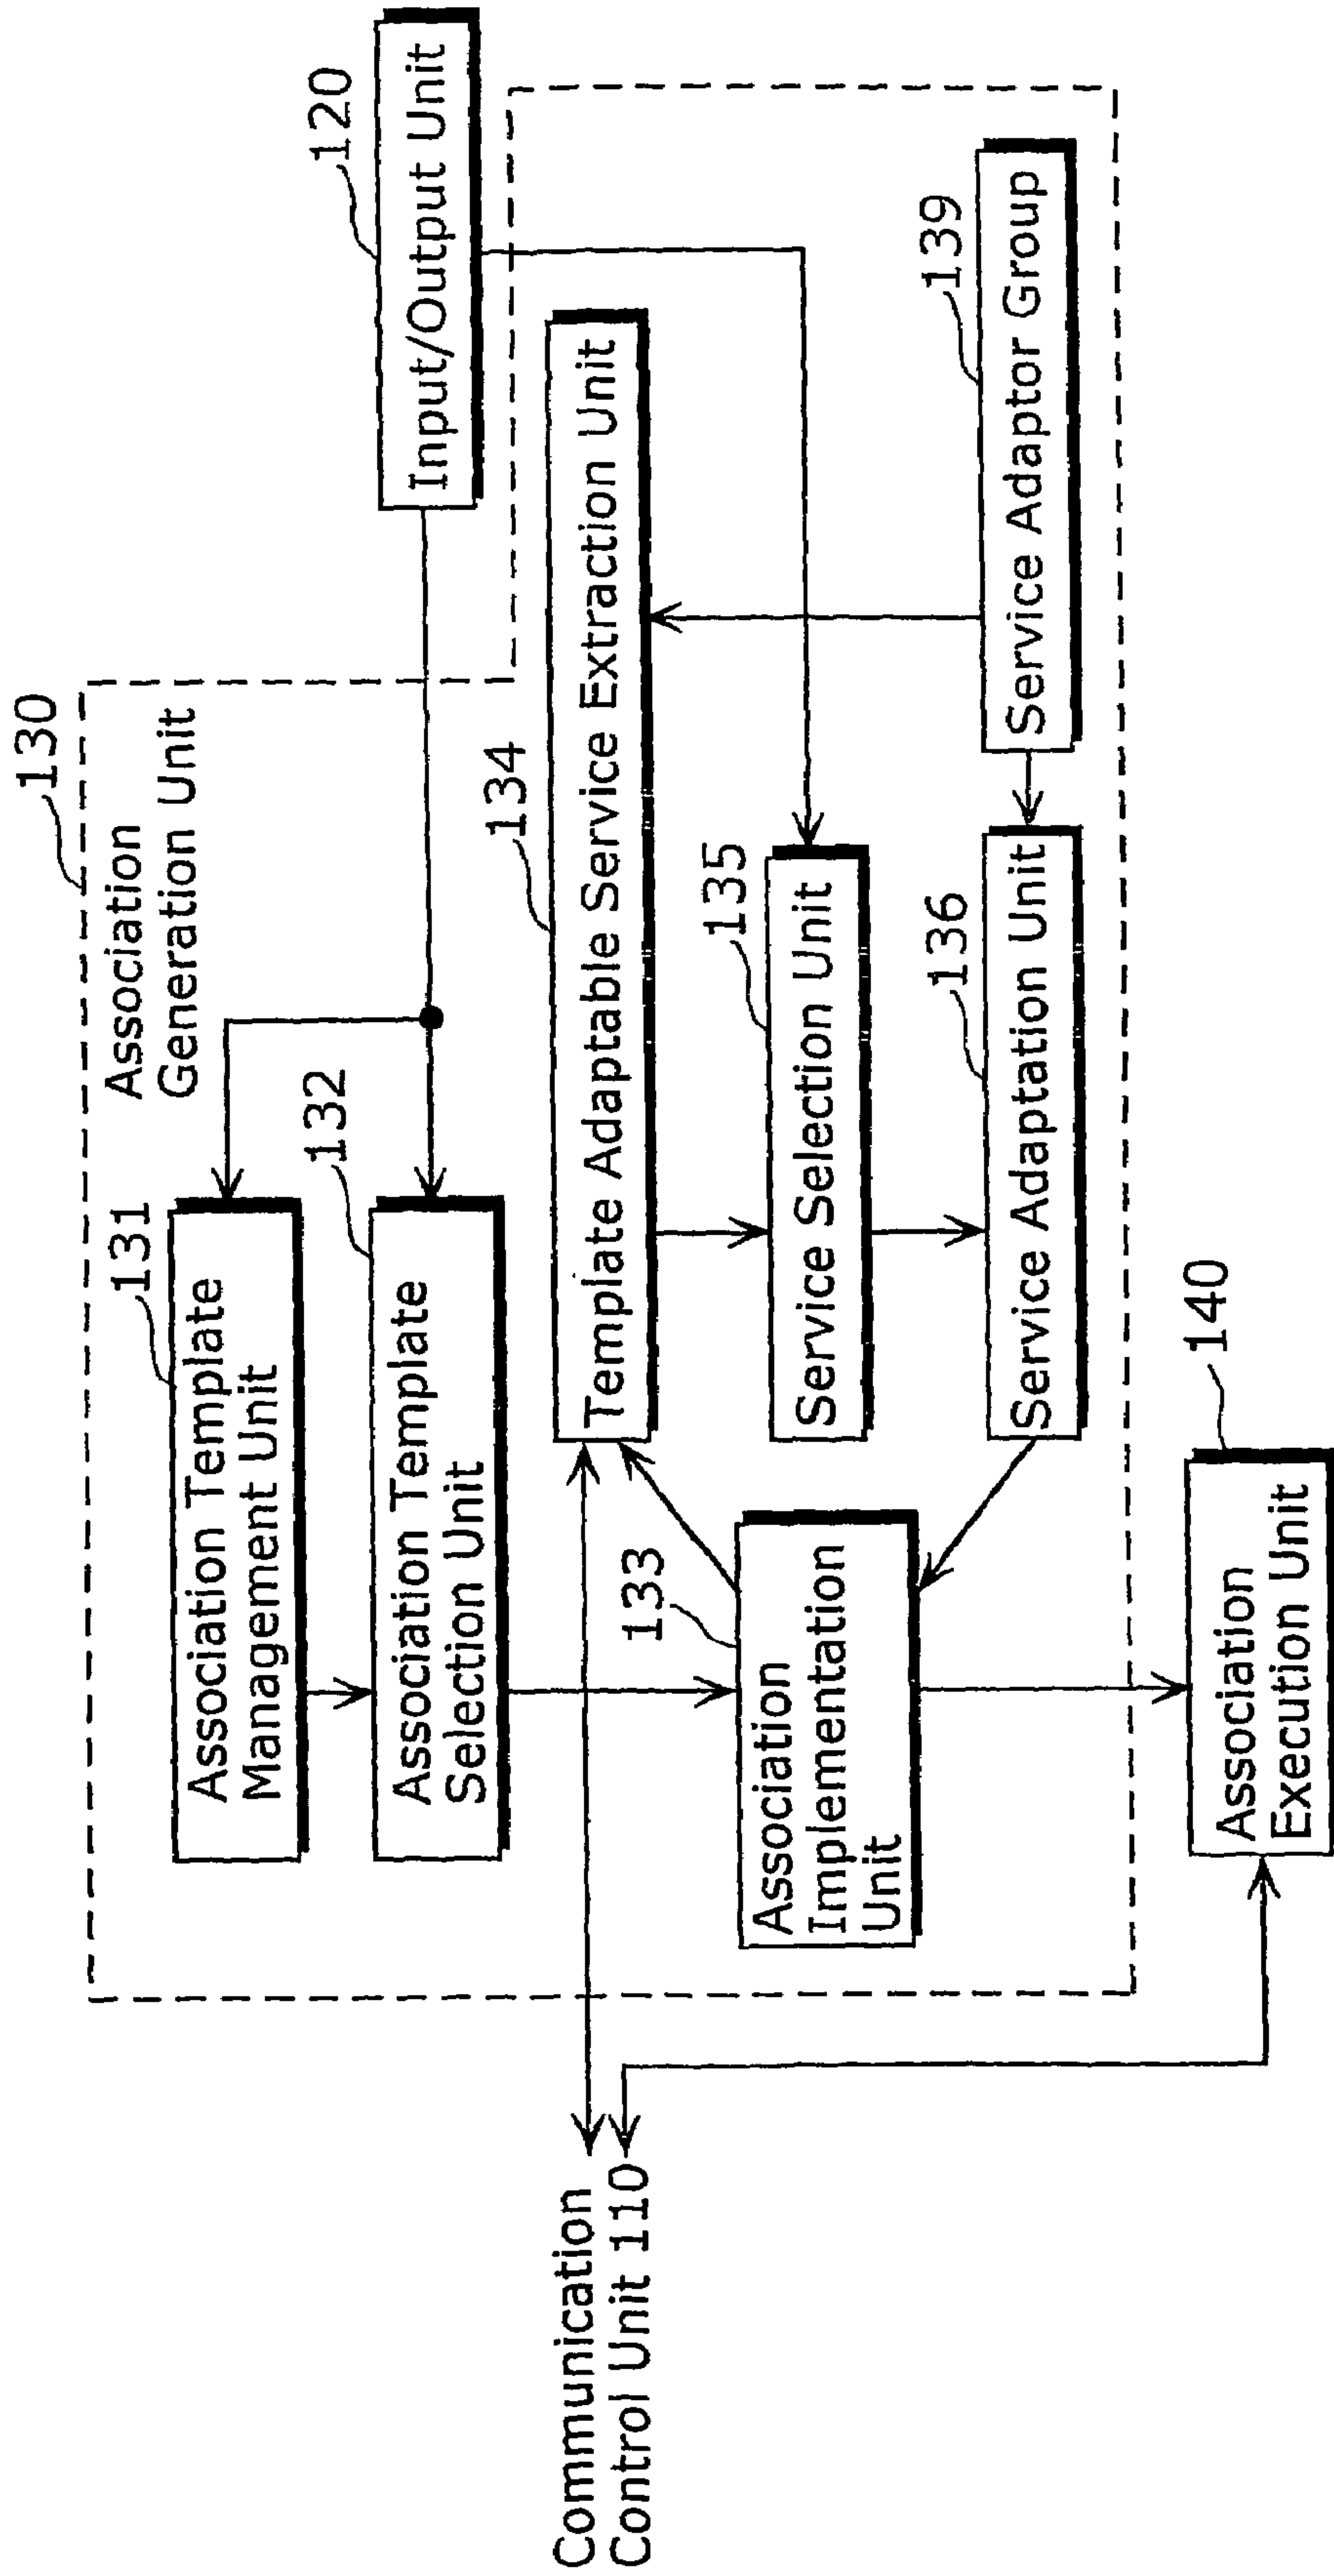 130
Association
Generation Unit
120
Input/Output Unit
131
Association Template
Management Unit
132
Association Template
Selection Unit
134
Template Adaptable Service Extraction Unit
133
Association
Implementation
Unit
135
Service Selection Unit
136
Service Adaptation Unit
139
Service Adaptor Group
Communication
Control Unit 110
140
Association
Execution Unit